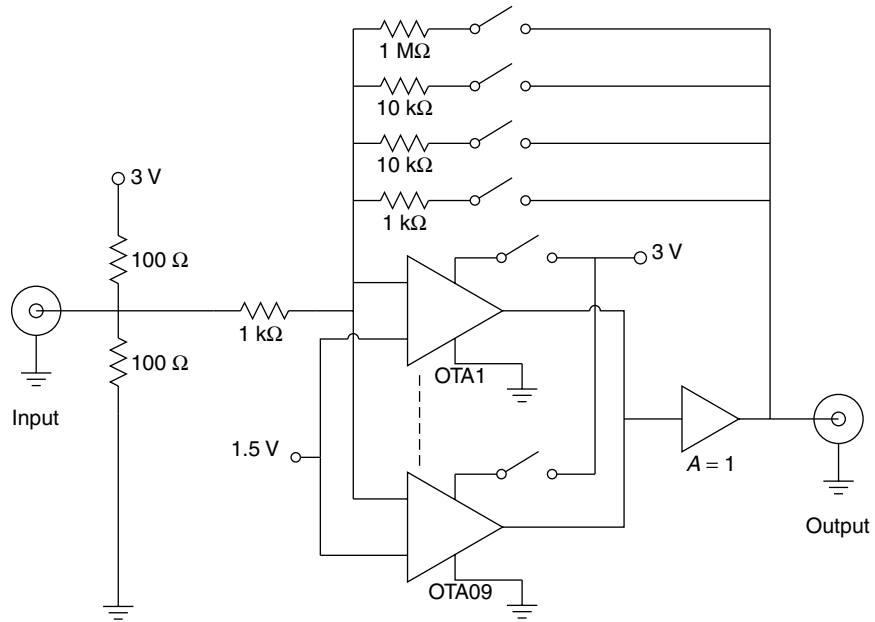 1 MΩ
10 kΩ
10 kΩ
1 kΩ
3 V
100 Ω
3 V
1 kΩ
100 Ω
OTA1
Input
1.5 V
A = 1
Output
OTA09